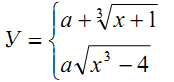 y = { a + ∛(x + 1)
a√(x³ − 4)